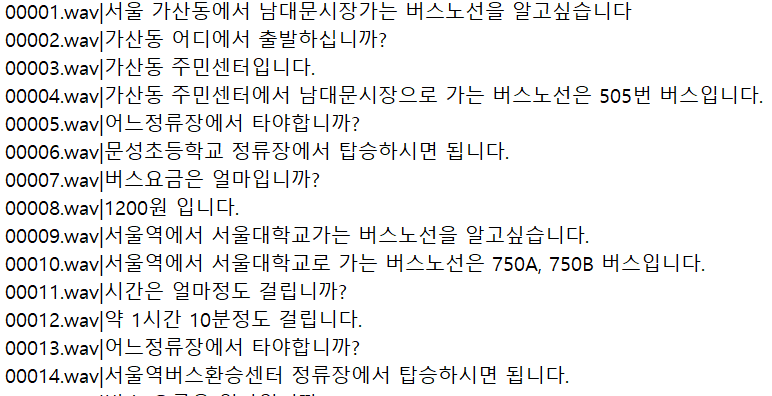 00001.wav|서울 가산동에서 남대문시장가는 버스노선을 알고싶습니다
00002.wav|가산동 어디에서 출발하십니까?
00003.wav|가산동 주민센터입니다.
00004.wav|가산동 주민센터에서 남대문시장으로 가는 버스노선은 505번 버스입니다.
00005.wav|어느정류장에서 타야합니까?
00006.wav|문성초등학교 정류장에서 탑승하시면 됩니다.
00007.wav|버스요금은 얼마입니까?
00008.wav|1200원 입니다.
00009.wav|서울역에서 서울대학교가는 버스노선을 알고싶습니다.
00010.wav|서울역에서 서울대학교로 가는 버스노선은 750A, 750B 버스입니다.
00011.wav|시간은 얼마정도 걸립니까?
00012.wav|약 1시간 10분정도 걸립니다.
00013.wav|어느정류장에서 타야합니까?
00014.wav|서울역버스환승센터 정류장에서 탑승하시면 됩니다.